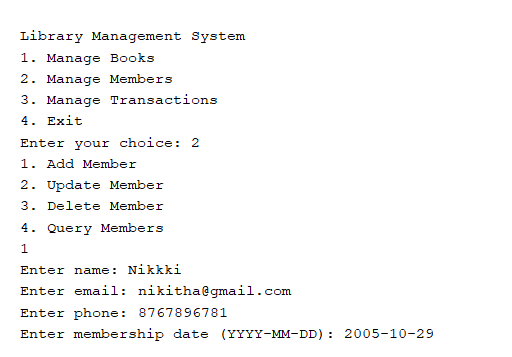 Library Management System
1. Manage Books
2. Manage Members
3. Manage Transactions
4. Exit
Enter your choice: 2
1. Add Member
2. Update Member
3. Delete Member
4. Query Members
1
Enter name: Nikkki
Enter email: nikitha@gmail.com
Enter phone: 8767896781
Enter membership date (YYYY-MM-DD): 2005-10-29